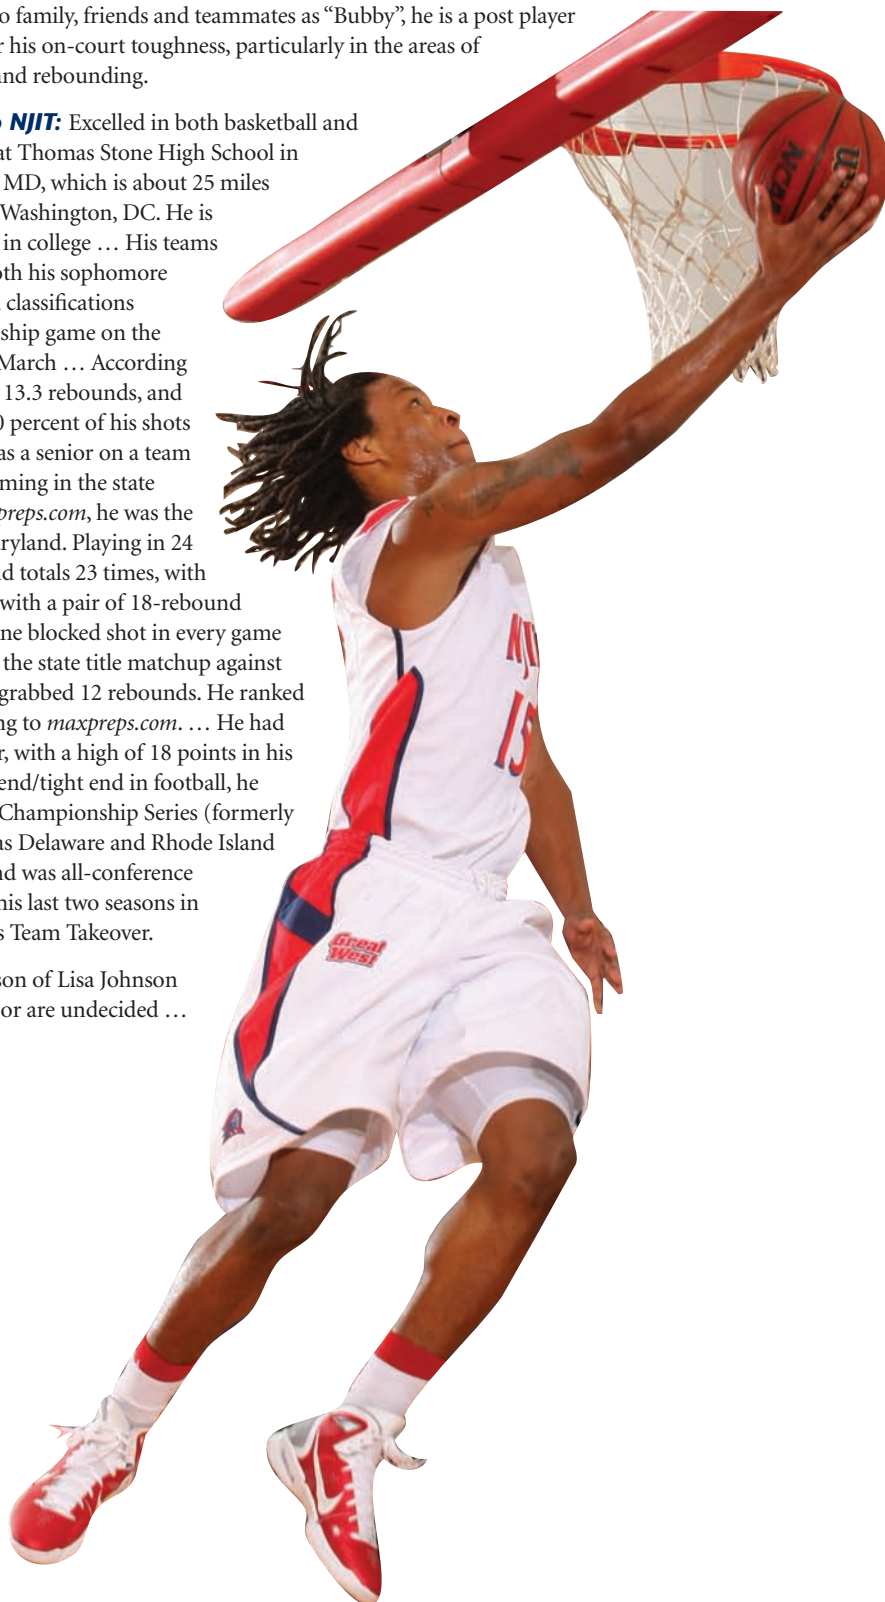 o family, friends and teammates as “Bubby”, he is a post player
r his on-court toughness, particularly in the areas of
and rebounding.
o NJIT: Excelled in both basketball and
at Thomas Stone High School in
MD, which is about 25 miles
Washington, DC. He is
in college … His teams
oth his sophomore
classifications
ship game on the
March … According
13.3 rebounds, and
0 percent of his shots
as a senior on a team
ming in the state
preps.com, he was the
aryland. Playing in 24
nd totals 23 times, with
with a pair of 18-rebound
ne blocked shot in every game
the state title matchup against
grabbed 12 rebounds. He ranked
ng to maxpreps.com. … He had
r, with a high of 18 points in his
end/tight end in football, he
Championship Series (formerly
as Delaware and Rhode Island
nd was all-conference
his last two seasons in
s Team Takeover.
son of Lisa Johnson
or are undecided …
NCAA
NJIT
15
Great
West